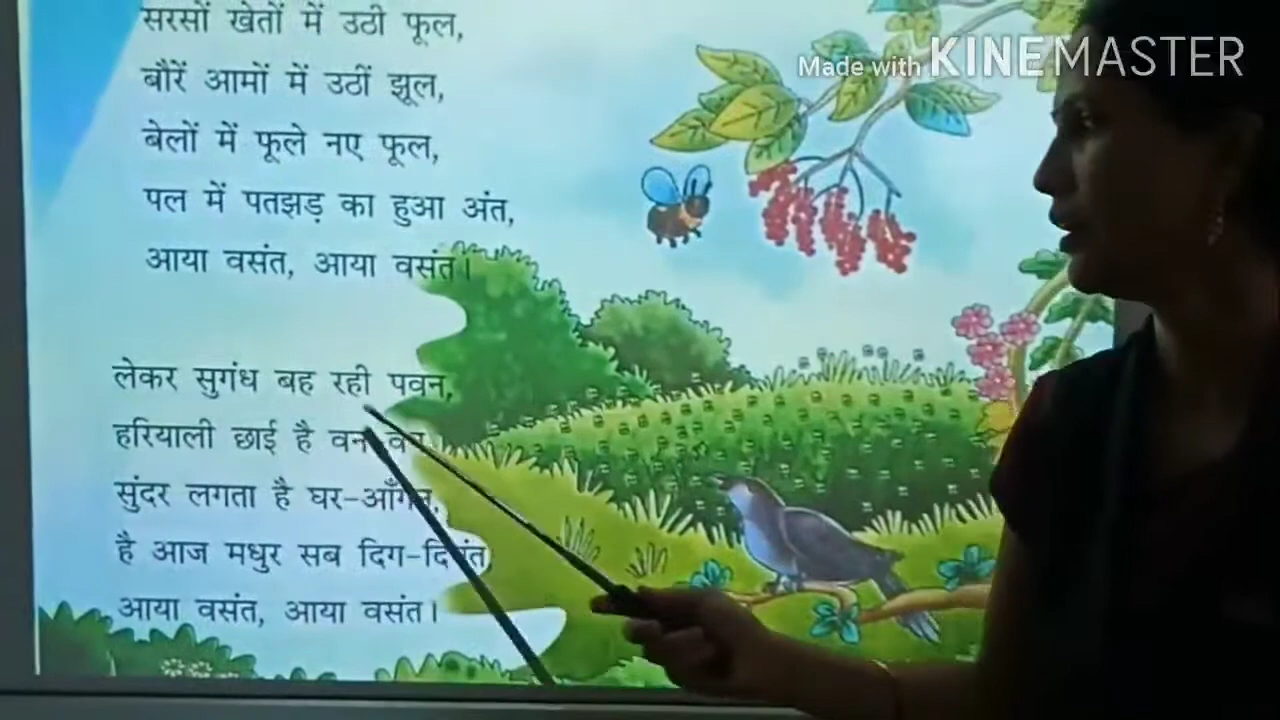 सरसों खेतों में उठी फूल,
बौरें आमों में उठीं झूल,
बेलों में फूले नए फूल,
पल में पतझड़ का हुआ अंत,
आया वसंत, आया वसंत।
लेकर सुगंध बह रही पवन,
हरियाली छाई है वन वन
सुंदर लगता है घर-आँगन,
है आज मधुर सब दिग-दिगंत
आया वसंत, आया वसंत।
Made with KINEMASTER